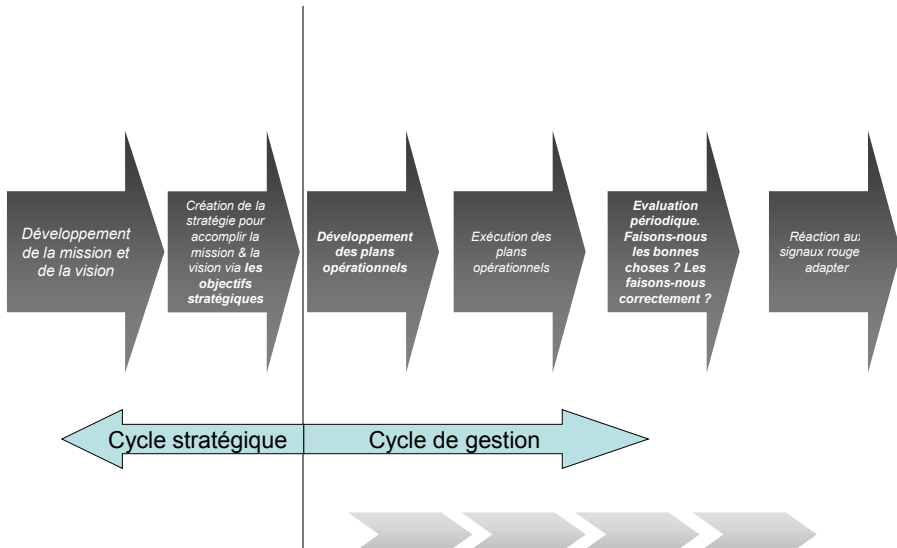 Développement
de la mission et
de la vision
Création de la
stratégie pour
accomplir la
mission & la
vision via les
objectifs
stratégiques
Développement
des plans
opérationnels
Exécution des
plans
opérationnels
Evaluation
périodique.
Faisons-nous
les bonnes
choses ? Les
faisons-nous
correctement ?
Réaction aux
signaux rouge
adapter
Cycle stratégique
Cycle de gestion